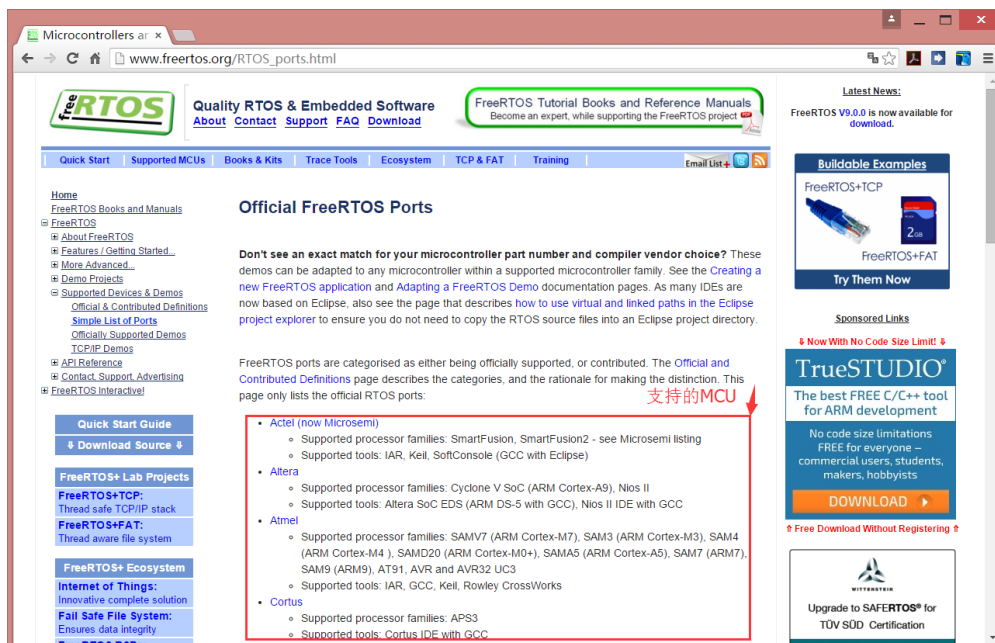 Microcontrollers ar
www.freertos.org/RTOS_ports.html
free RTOS
Quality RTOS & Embedded Software
About Contact Support FAQ Download
FreeRTOS Tutorial Books and Reference Manuals
Become an expert, while supporting the FreeRTOS project
Quick Start
Supported MCUs
Books & Kits
Trace Tools
Ecosystem
TCP & FAT
Training
Email List
Home
FreeRTOS Books and Manuals
FreeRTOS
About FreeRTOS
Features / Getting Started...
More Advanced...
Demo Projects
Supported Devices & Demos
Official & Contributed Definitions
Simple List of Ports
Officially Supported Demos
TCP/IP Demos
API Reference
Contact, Support, Advertising
FreeRTOS Interactive!
Quick Start Guide
⇓ Download Source ⇓
FreeRTOS+ Lab Projects
FreeRTOS+TCP:
Thread safe TCP/IP stack
FreeRTOS+FAT:
Thread aware file system
FreeRTOS+ Ecosystem
Internet of Things:
Innovative complete solution
Fail Safe File System:
Ensures data integrity
Official FreeRTOS Ports
Don't see an exact match for your microcontroller part number and compiler vendor choice? These
demos can be adapted to any microcontroller within a supported microcontroller family. See the Creating a
new FreeRTOS application and Adapting a FreeRTOS Demo documentation pages. As many IDEs are
now based on Eclipse, also see the page that describes how to use virtual and linked paths in the Eclipse
project explorer to ensure you do not need to copy the RTOS source files into an Eclipse project directory.
FreeRTOS ports are categorised as either being officially supported, or contributed. The Official and
Contributed Definitions page describes the categories, and the rationale for making the distinction. This
page only lists the official RTOS ports:
支持的MCU
Actel (now Microsemi)
Supported processor families: SmartFusion, SmartFusion2 - see Microsemi listing
Supported tools: IAR, Keil, SoftConsole (GCC with Eclipse)
Altera
Supported processor families: Cyclone V SoC (ARM Cortex-A9), Nios II
Supported tools: Altera SoC EDS (ARM DS-5 with GCC), Nios II IDE with GCC
Atmel
Supported processor families: SAMV7 (ARM Cortex-M7), SAM3 (ARM Cortex-M3), SAM4
(ARM Cortex-M4 ), SAMD20 (ARM Cortex-M0+), SAMA5 (ARM Cortex-A5), SAM7 (ARM7),
SAM9 (ARM9), AT91, AVR and AVR32 UC3
Supported tools: IAR, GCC, Keil, Rowley CrossWorks
Cortus
Supported processor families: APS3
Supported tools: Cortus IDE with GCC
Latest News:
FreeRTOS V9.0.0 is now available for
download.
Buildable Examples
FreeRTOS+TCP
2 GB
FreeRTOS+FAT
Try Them Now
Sponsored Links
⇓ Now With No Code Size Limit! ⇓
TrueSTUDIO®
The best FREE C/C++ tool
for ARM development
No code size limitations
FREE for everyone –
commercial users, students,
makers, hobbyists
DOWNLOAD
⇑ Free Download Without Registering ⇑
WITTENSTEIN
Upgrade to SAFERTOS® for
TÜV SÜD Certification